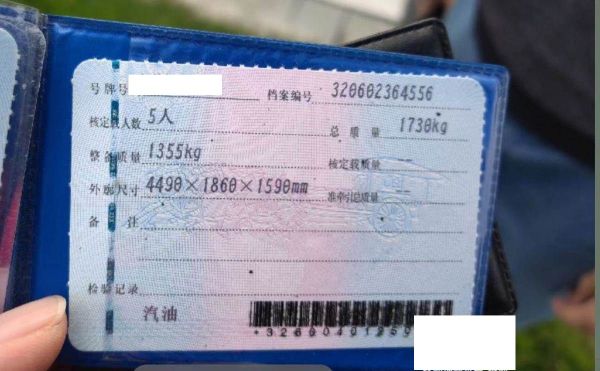 号牌号 档案编号 320602364556
核定载人数 5人 总质量 1730kg
整备质量 1355kg 核定载质量 —
外廓尺寸 4490×1860×1590mm 准牵引总质量 —
备注
检验记录
汽油